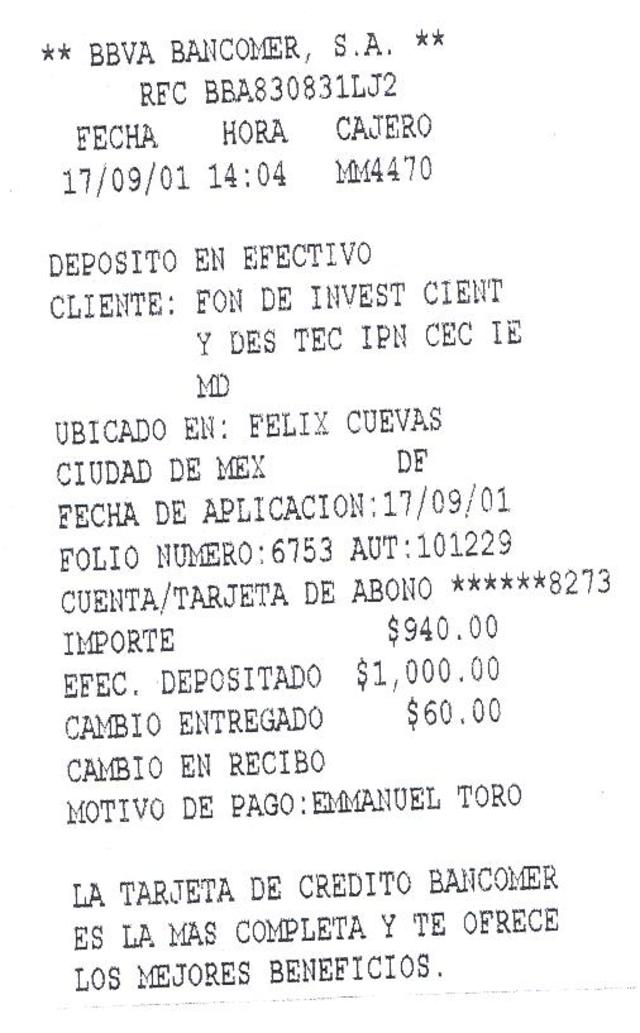 ** BBVA BANCOMER, S.A. **
RFC BBA830831LJ2
FECHA HORA CAJERO
17/09/01 14:04 MM4470
DEPOSITO EN EFECTIVO
CLIENTE: FON DE INVEST CIENT
Y DES TEC IPN CEC IE
MD
UBICADO EN: FELIX CUEVAS
CIUDAD DE MEX DF
FECHA DE APLICACION:17/09/01
FOLIO NUMERO:6753 AUT:101229
CUENTA/TARJETA DE ABONO ******8273
IMPORTE $940.00
EFEC. DEPOSITADO $1,000.00
CAMBIO ENTREGADO $60.00
CAMBIO EN RECIBO
MOTIVO DE PAGO:EMMANUEL TORO
LA TARJETA DE CREDITO BANCOMER
ES LA MAS COMPLETA Y TE OFRECE
LOS MEJORES BENEFICIOS.